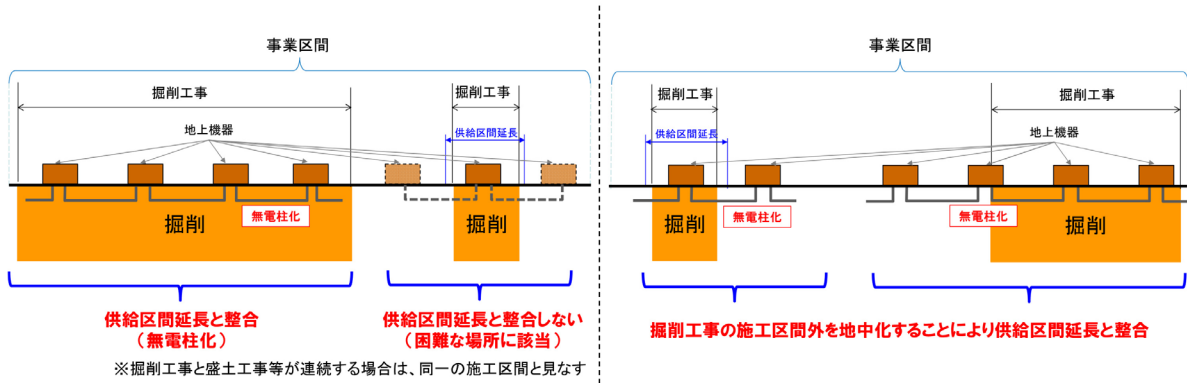 事業区間
掘削工事
掘削工事
供給区間延長
地上機器
無電柱化
掘削
掘削
供給区間延長と整合
(無電柱化)
供給区間延長と整合しない
(困難な場所に該当)
※掘削工事と盛土工事等が連続する場合は、同一の施工区間と見なす
事業区間
掘削工事
掘削工事
供給区間延長
地上機器
無電柱化
無電柱化
掘削
掘削
掘削工事の施工区間外を地中化することにより供給区間延長と整合